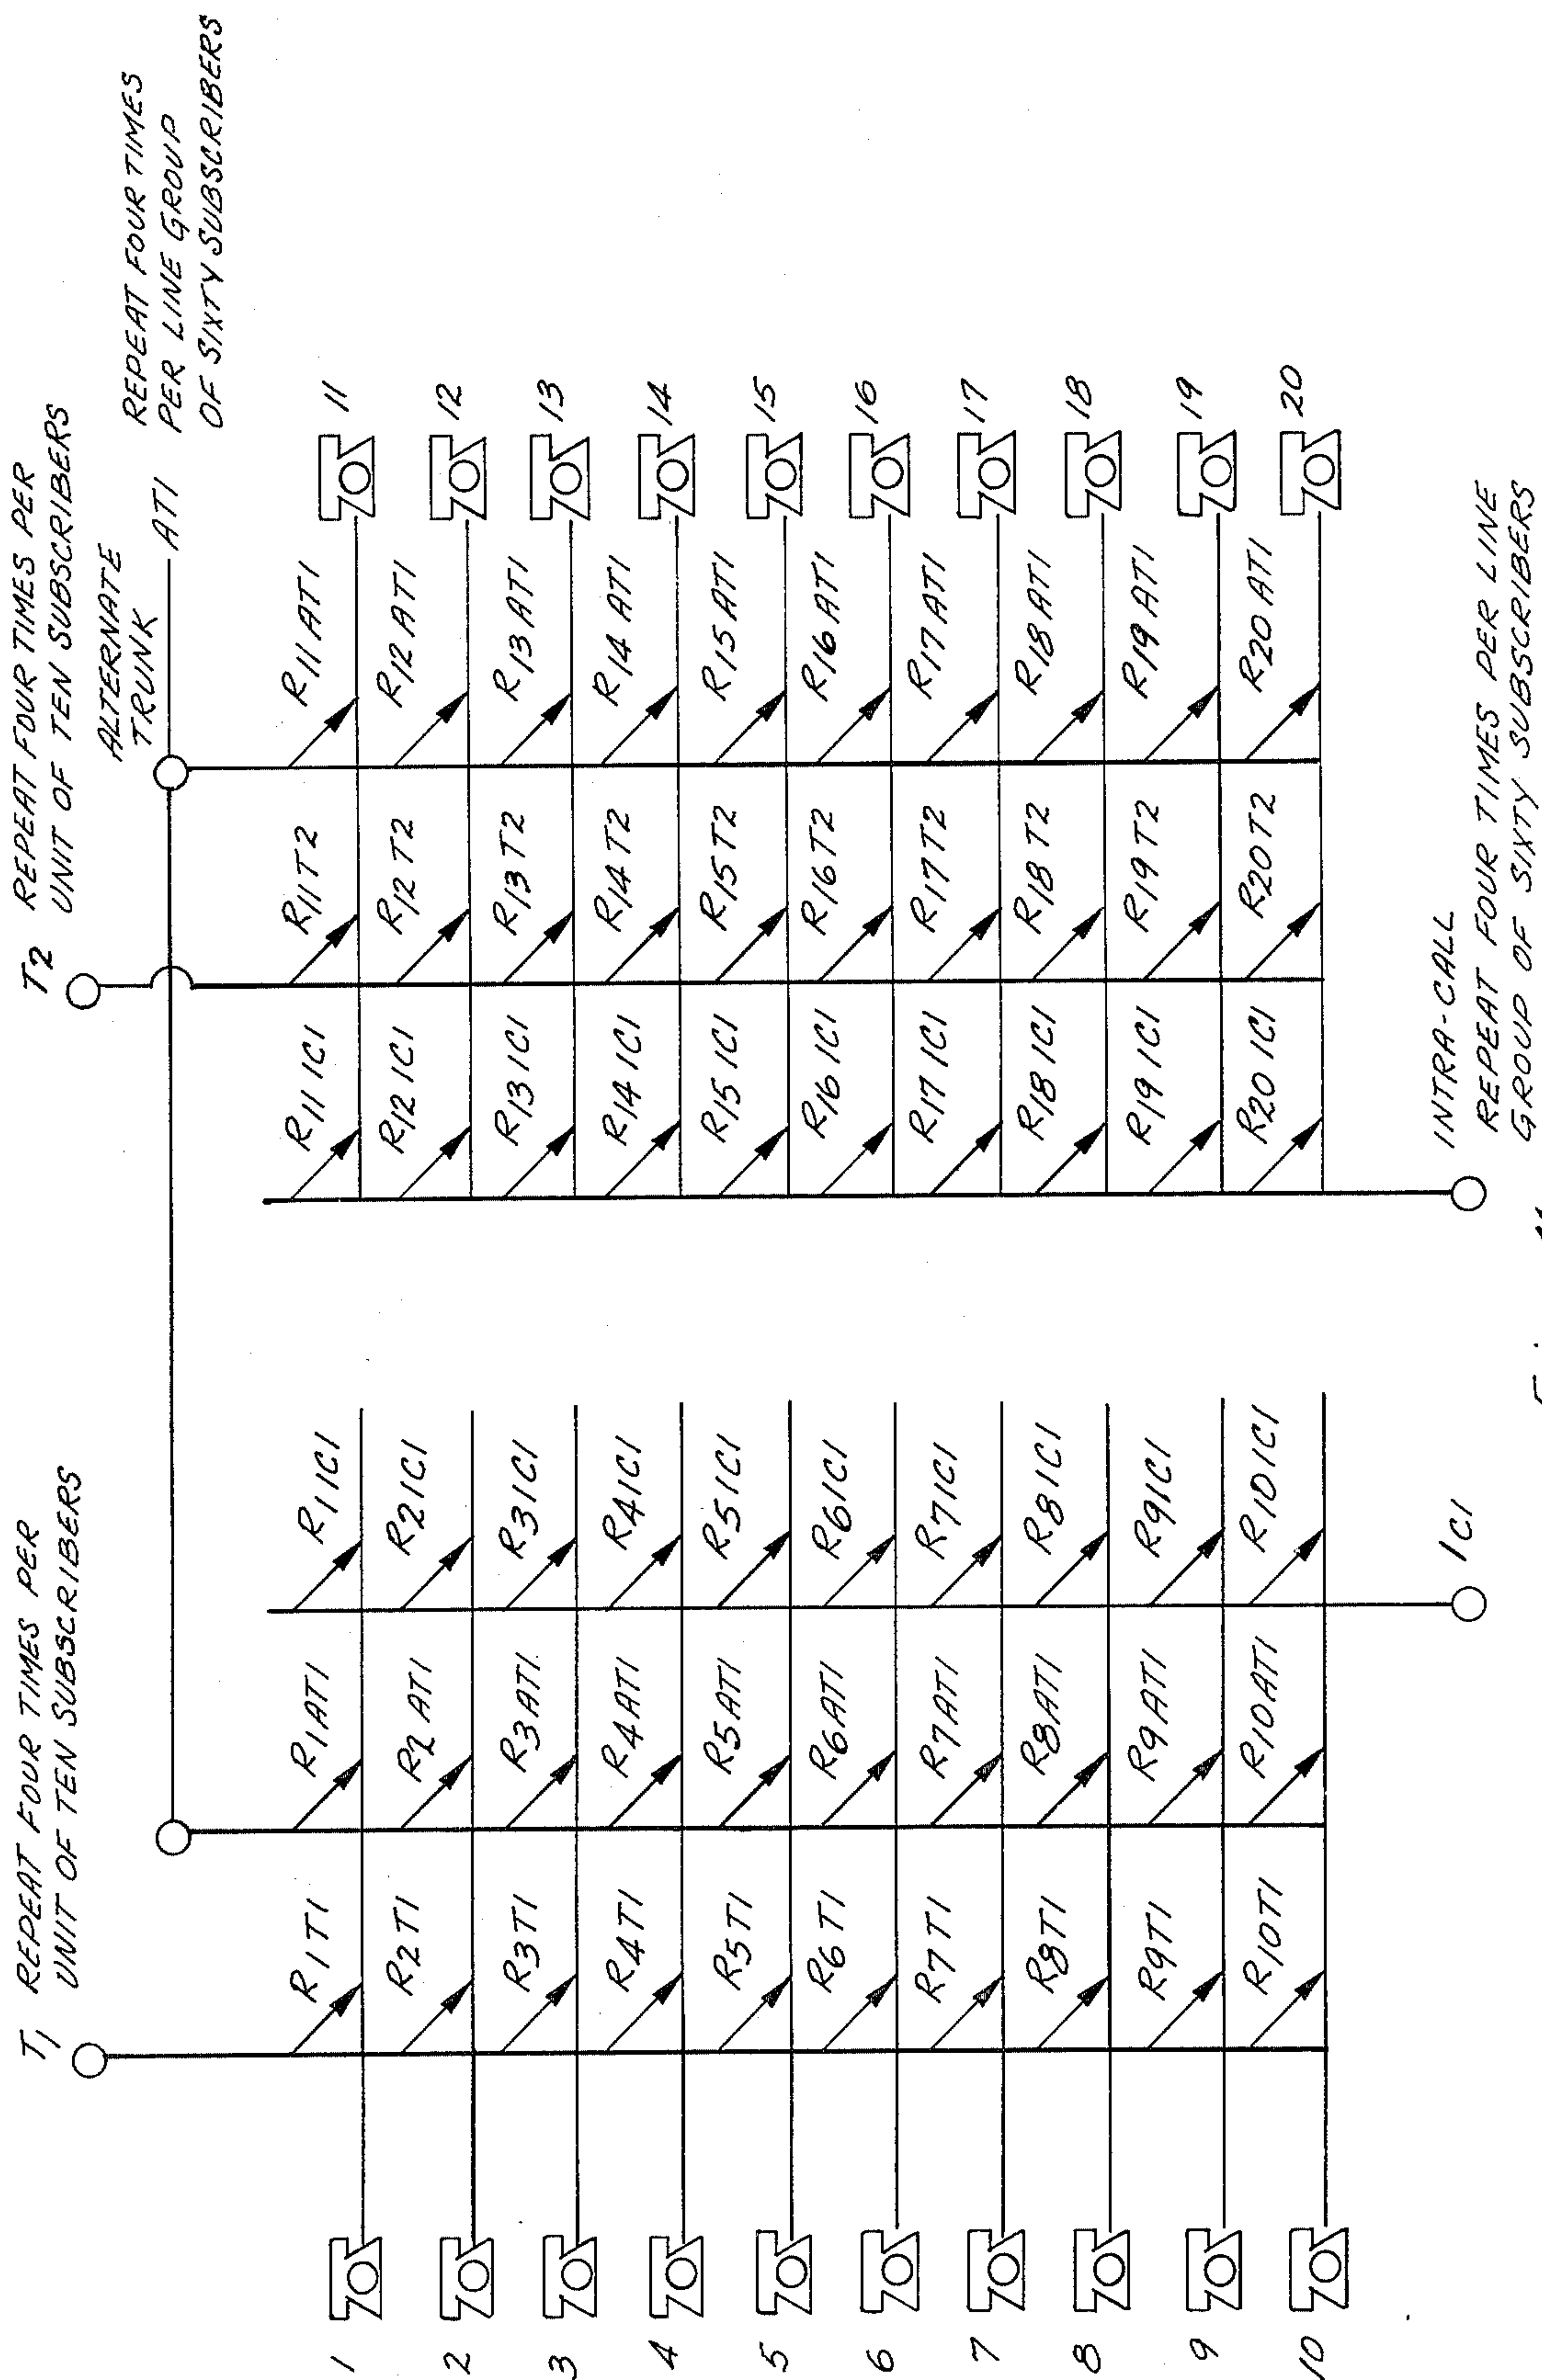 T1 REPEAT FOUR TIMES PER
UNIT OF TEN SUBSCRIBERS
T2 REPEAT FOUR TIMES PER
UNIT OF TEN SUBSCRIBERS
ALTERNATE
TRUNK
AT1
REPEAT FOUR TIMES
PER LINE GROUP
OF SIXTY SUBSCRIBERS
1 R1T1 R1AT1 R1IC1 R11IC1 R11T2 R11AT1 11
2 R2T1 R2AT1 R2IC1 R12IC1 R12T2 R12AT1 12
3 R3T1 R3AT1 R3IC1 R13IC1 R13T2 R13AT1 13
4 R4T1 R4AT1 R4IC1 R14IC1 R14T2 R14AT1 14
5 R5T1 R5AT1 R5IC1 R15IC1 R15T2 R15AT1 15
6 R6T1 R6AT1 R6IC1 R16IC1 R16T2 R16AT1 16
7 R7T1 R7AT1 R7IC1 R17IC1 R17T2 R17AT1 17
8 R8T1 R8AT1 R8IC1 R18IC1 R18T2 R18AT1 18
9 R9T1 R9AT1 R9IC1 R19IC1 R19T2 R19AT1 19
10 R10T1 R10AT1 R10IC1 R20IC1 R20T2 R20AT1 20
IC1
INTRA-CALL
REPEAT FOUR TIMES PER LINE
GROUP OF SIXTY SUBSCRIBERS